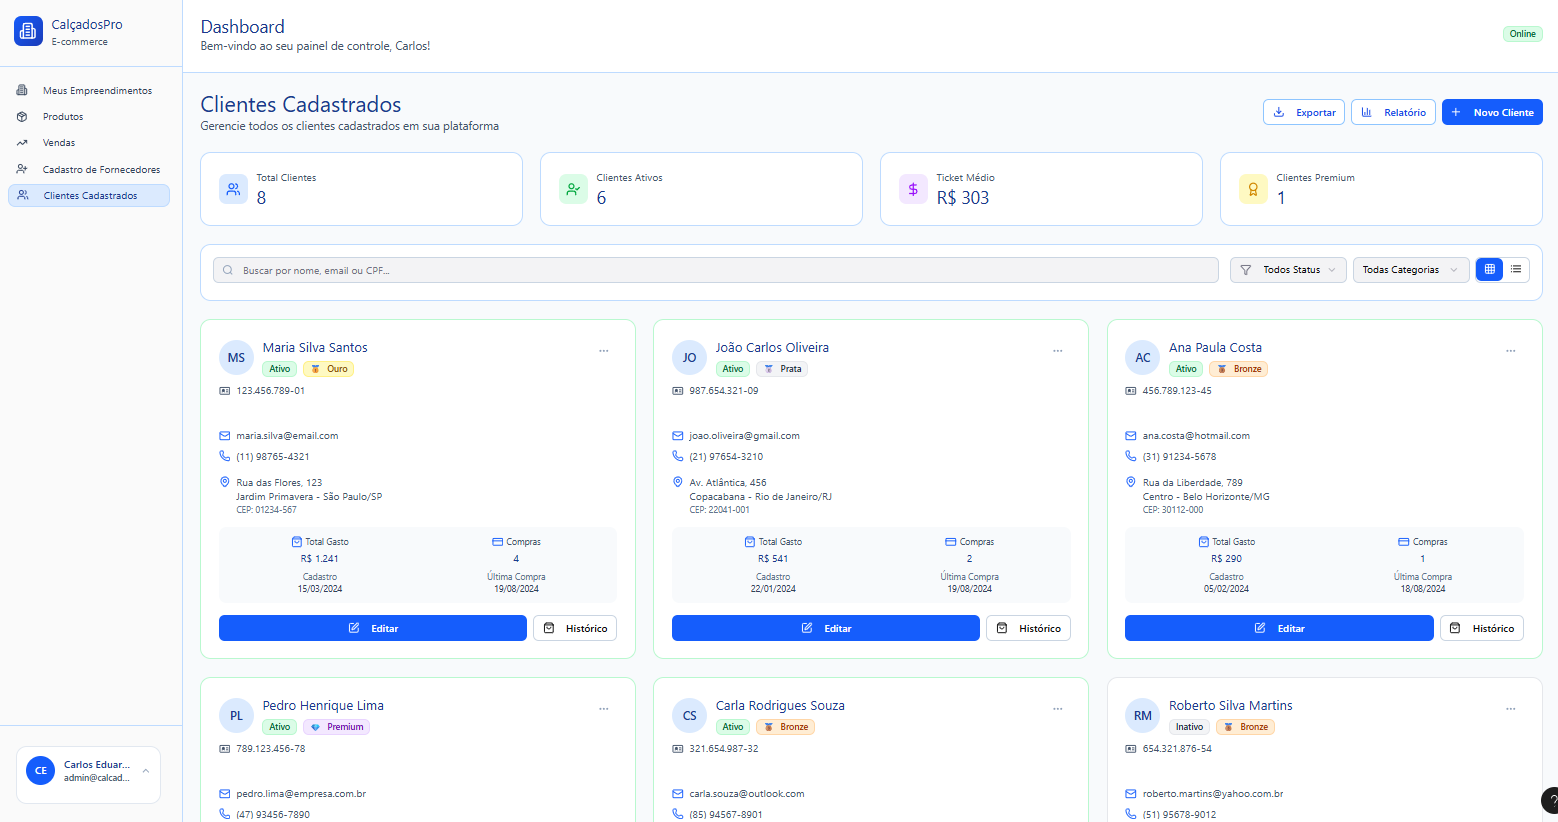 CalçadosPro
E-commerce
Meus Empreendimentos
Produtos
Vendas
Cadastro de Fornecedores
Clientes Cadastrados
Carlos Eduar...
admin@calcad...
CE
Dashboard
Bem-vindo ao seu painel de controle, Carlos!
Online
Clientes Cadastrados
Gerencie todos os clientes cadastrados em sua plataforma
Exportar
Relatório
Novo Cliente
Total Clientes
8
Clientes Ativos
6
Ticket Médio
R$ 303
Clientes Premium
1
Buscar por nome, email ou CPF...
Todos Status
Todas Categorias
MS
Maria Silva Santos
Ativo
Ouro
123.456.789-01
maria.silva@email.com
(11) 98765-4321
Rua das Flores, 123
Jardim Primavera - São Paulo/SP
CEP: 01234-567
Total Gasto
R$ 1.241
Compras
4
Cadastro
15/03/2024
Última Compra
19/08/2024
Editar
Histórico
JO
João Carlos Oliveira
Ativo
Prata
987.654.321-09
joao.oliveira@gmail.com
(21) 97654-3210
Av. Atlântica, 456
Copacabana - Rio de Janeiro/RJ
CEP: 22041-001
Total Gasto
R$ 541
Compras
2
Cadastro
22/01/2024
Última Compra
19/08/2024
Editar
Histórico
AC
Ana Paula Costa
Ativo
Bronze
456.789.123-45
ana.costa@hotmail.com
(31) 91234-5678
Rua da Liberdade, 789
Centro - Belo Horizonte/MG
CEP: 30112-000
Total Gasto
R$ 290
Compras
1
Cadastro
05/02/2024
Última Compra
18/08/2024
Editar
Histórico
PL
Pedro Henrique Lima
Ativo
Premium
789.123.456-78
pedro.lima@empresa.com.br
(47) 93456-7890
CS
Carla Rodrigues Souza
Ativo
Bronze
321.654.987-32
carla.souza@outlook.com
(85) 94567-8901
RM
Roberto Silva Martins
Inativo
Bronze
654.321.876-54
roberto.martins@yahoo.com.br
(51) 95678-9012
?